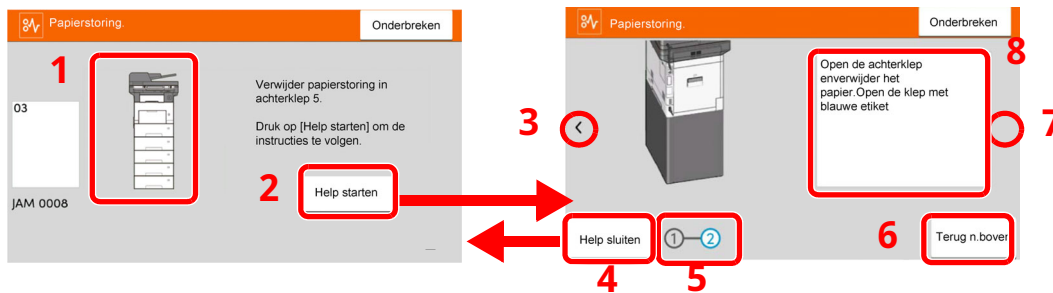 Papierstoring.
Onderbreken
1
03
Verwijder papierstoring in
achterklep 5.
Druk op [Help starten] om de
instructies te volgen.
2
Help starten
JAM 0008
Papierstoring.
Onderbreken
8
Open de achterklep
enverwijder het
papier.Open de klep met
blauwe etiket
3
7
Help sluiten
1 2
6
Terug n.boven
4
5